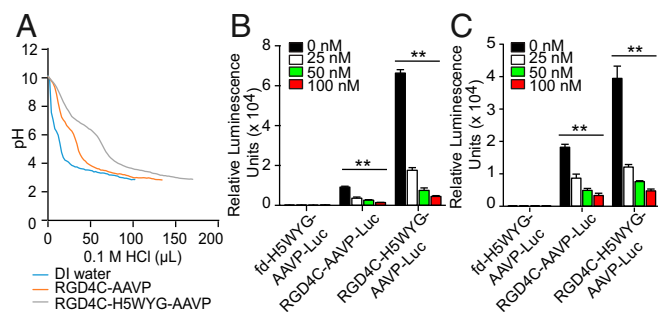 A
12
10
8
6
4
2
0
pH
0 50 100 150 200
0.1 M HCl (µL)
DI water
RGD4C-AAVP
RGD4C-H5WYG-AAVP
B
Relative Luminescence
Units (x 10⁴)
8
6
4
2
0
0 nM
25 nM
50 nM
100 nM
**
**
fd-H5WYG-
AAVP-Luc
RGD4C-AAVP-Luc
RGD4C-H5WYG-
AAVP-Luc
C
Relative Luminescence
Units (x 10⁴)
5
4
3
2
1
0
0 nM
25 nM
50 nM
100 nM
**
**
fd-H5WYG-
AAVP-Luc
RGD4C-AAVP-Luc
RGD4C-H5WYG-
AAVP-Luc